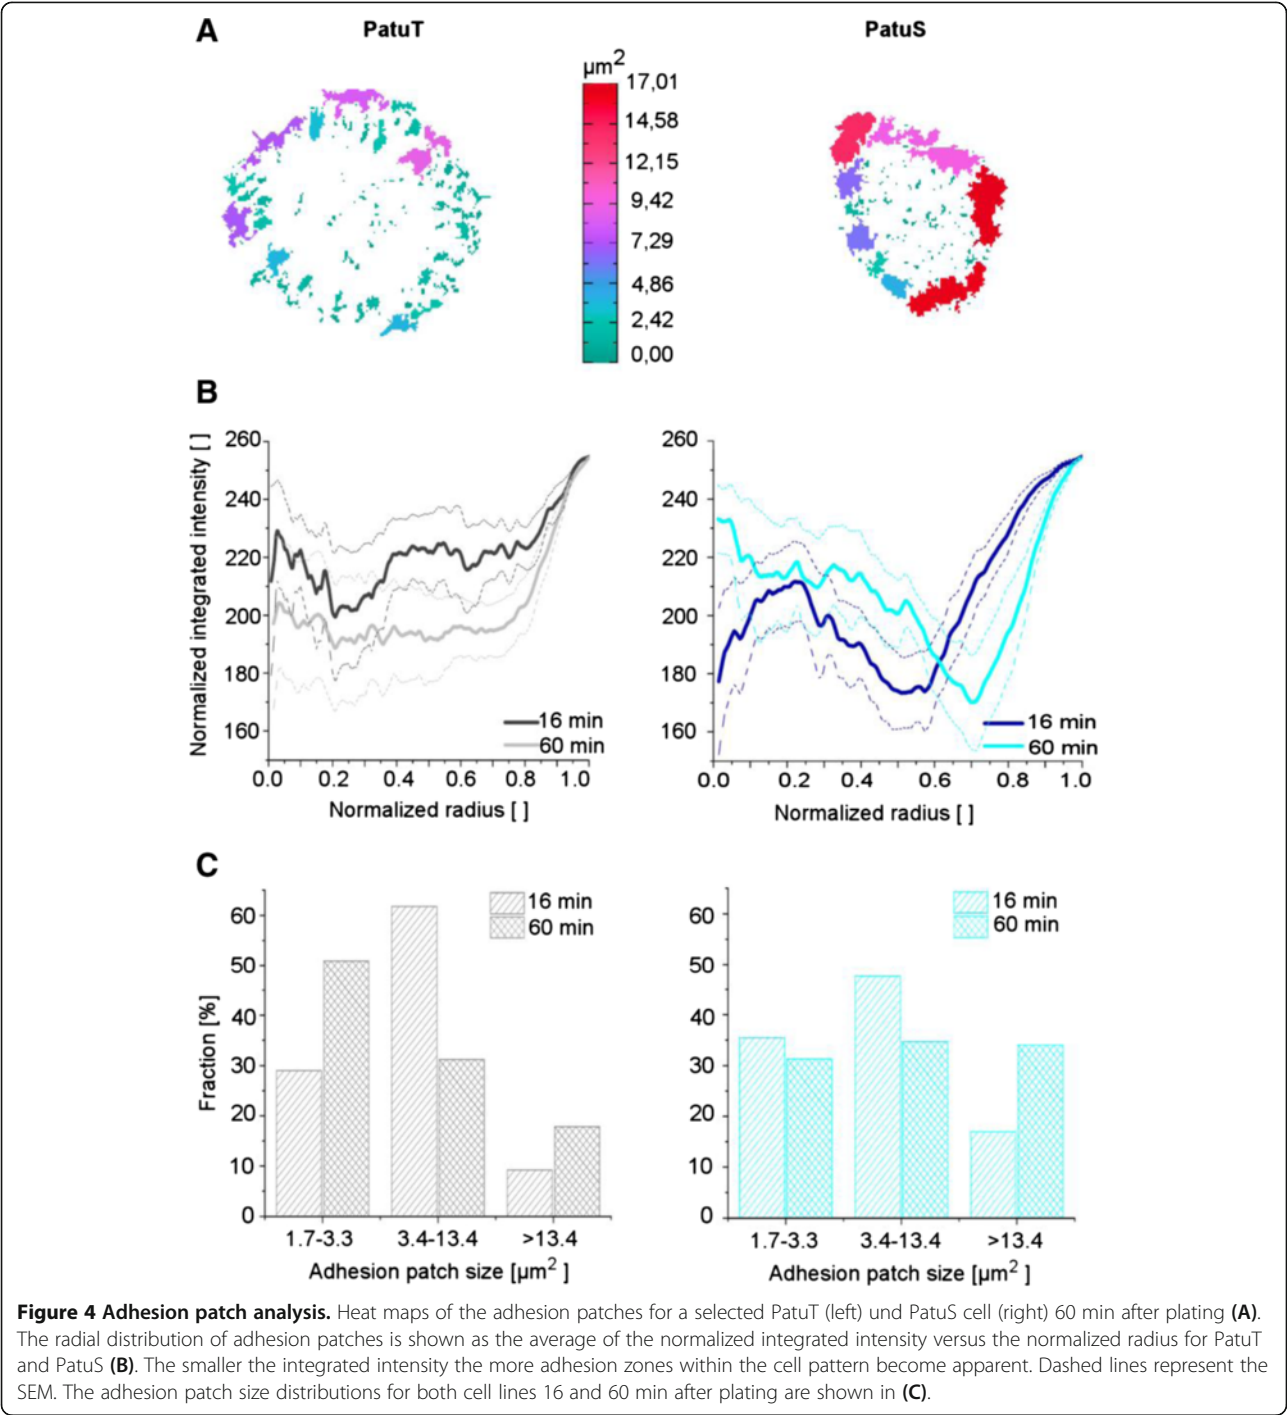 A
PatuT
PatuS
µm2
17,01
14,58
12,15
9,42
7,29
4,86
2,42
0,00
B
Normalized integrated intensity [ ]
260
240
220
200
180
160
16 min
60 min
0.0 0.2 0.4 0.6 0.8 1.0
Normalized radius [ ]
260
240
220
200
180
160
16 min
60 min
0.0 0.2 0.4 0.6 0.8 1.0
Normalized radius [ ]
C
Fraction [%]
60
50
40
30
20
10
0
16 min
60 min
1.7-3.3 3.4-13.4 >13.4
Adhesion patch size [µm2 ]
60
50
40
30
20
10
0
16 min
60 min
1.7-3.3 3.4-13.4 >13.4
Adhesion patch size [µm2 ]
Figure 4 Adhesion patch analysis. Heat maps of the adhesion patches for a selected PatuT (left) und PatuS cell (right) 60 min after plating (A).
The radial distribution of adhesion patches is shown as the average of the normalized integrated intensity versus the normalized radius for PatuT
and PatuS (B). The smaller the integrated intensity the more adhesion zones within the cell pattern become apparent. Dashed lines represent the
SEM. The adhesion patch size distributions for both cell lines 16 and 60 min after plating are shown in (C).